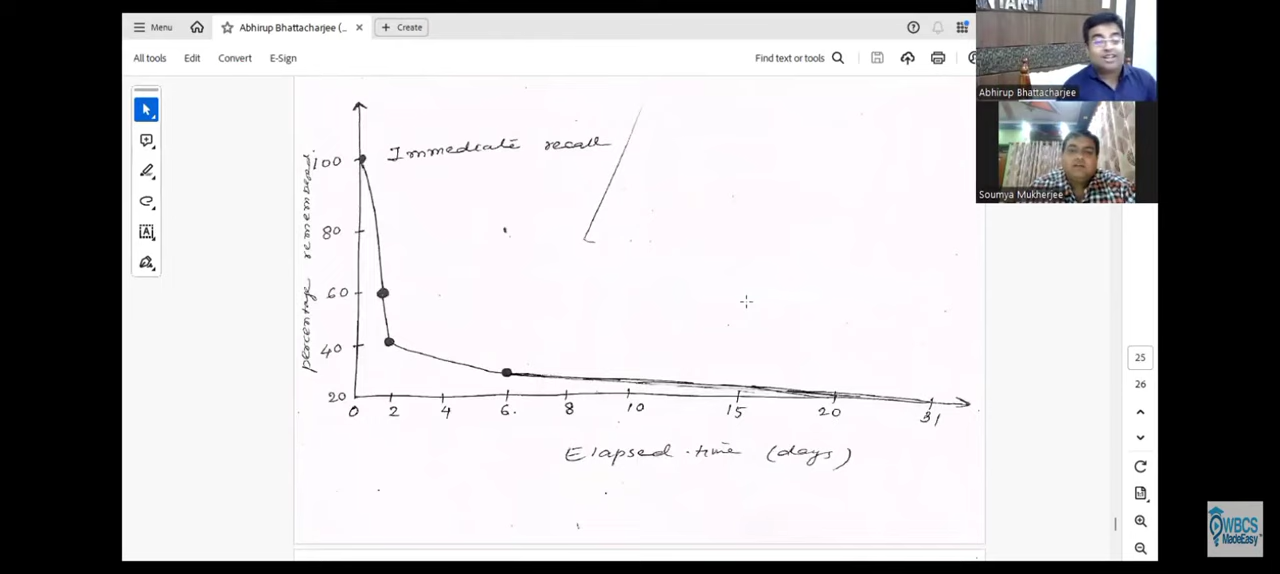 Menu
Abhirup Bhattacharjee (...
Create
All tools
Edit
Convert
E-Sign
Find text or tools
Abhirup Bhattacharjee
Soumya Mukherjee
Immediate recall
100
80
60
40
20
percentage remembered
0 2 4 6. 8 10 15 20 31
Elapsed time (days)
25
26
WBCS
MadeEasy